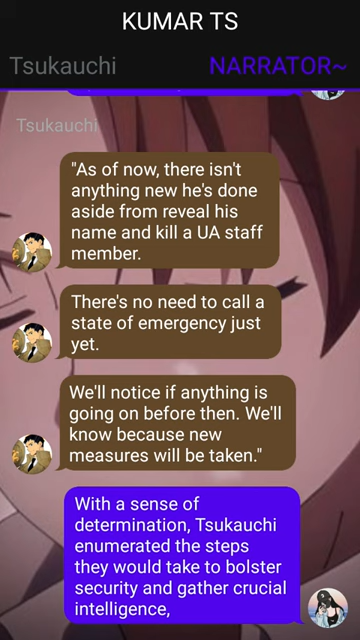 KUMAR TS
Tsukauchi
NARRATOR~
Tsukauchi
"As of now, there isn't
anything new he's done
aside from reveal his
name and kill a UA staff
member.
There's no need to call a
state of emergency just
yet.
We'll notice if anything is
going on before then. We'll
know because new
measures will be taken."
With a sense of
determination, Tsukauchi
enumerated the steps
they would take to bolster
security and gather crucial
intelligence,